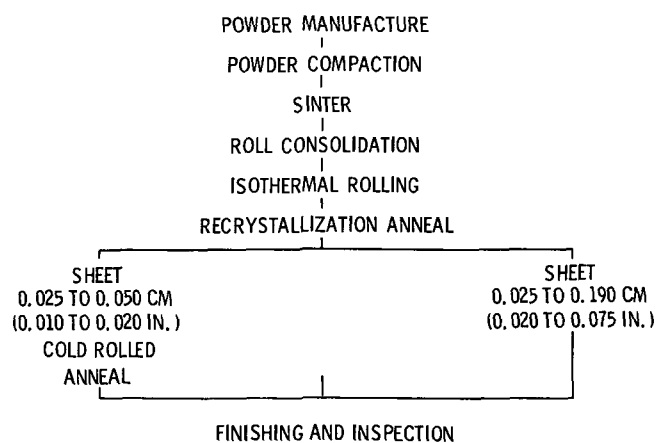 POWDER MANUFACTURE
POWDER COMPACTION
SINTER
ROLL CONSOLIDATION
ISOTHERMAL ROLLING
RECRYSTALLIZATION ANNEAL
SHEET
0.025 TO 0.050 CM
(0.010 TO 0.020 IN.)
COLD ROLLED
ANNEAL
SHEET
0.025 TO 0.190 CM
(0.020 TO 0.075 IN.)
FINISHING AND INSPECTION